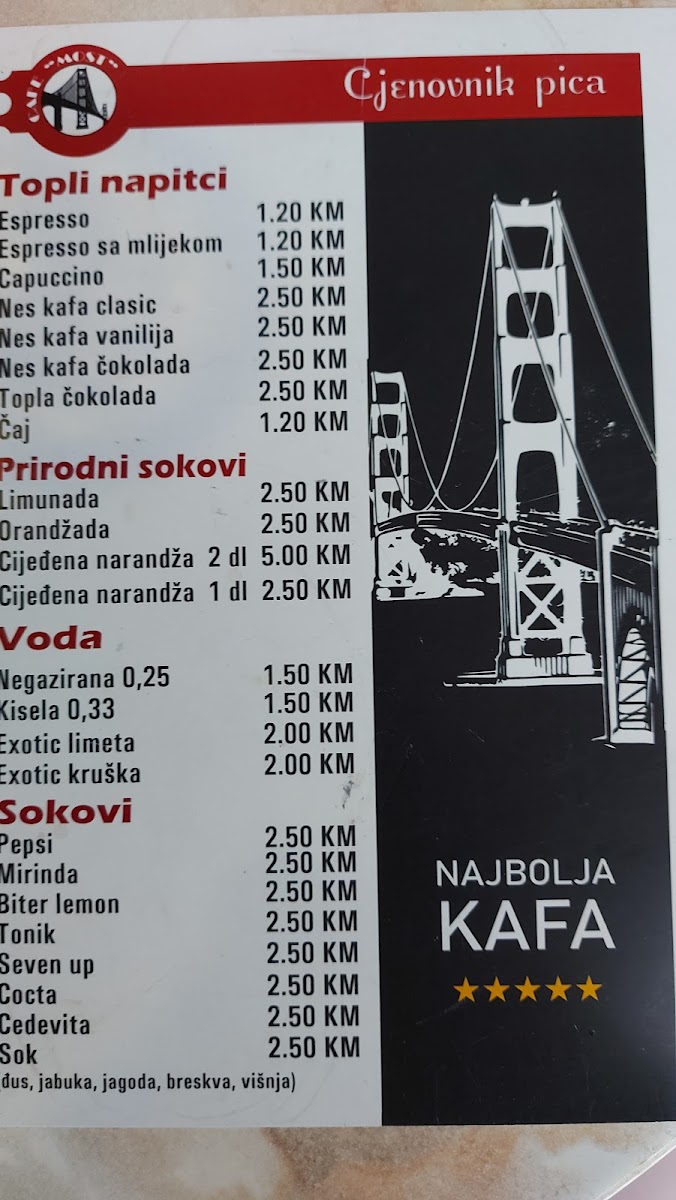 CAFE "MOST"
Cjenovnik pica
Topli napitci
Espresso 1.20 KM
Espresso sa mlijekom 1.20 KM
Capuccino 1.50 KM
Nes kafa clasic 2.50 KM
Nes kafa vanilija 2.50 KM
Nes kafa čokolada 2.50 KM
Topla čokolada 2.50 KM
Čaj 1.20 KM
Prirodni sokovi
Limunada 2.50 KM
Orandžada 2.50 KM
Cijeđena narandža 2 dl 5.00 KM
Cijeđena narandža 1 dl 2.50 KM
Voda
Negazirana 0,25 1.50 KM
Kisela 0,33 1.50 KM
Exotic limeta 2.00 KM
Exotic kruška 2.00 KM
Sokovi
Pepsi 2.50 KM
Mirinda 2.50 KM
Biter lemon 2.50 KM
Tonik 2.50 KM
Seven up 2.50 KM
Cocta 2.50 KM
Cedevita 2.50 KM
Sok 2.50 KM
(đus, jabuka, jagoda, breskva, višnja)
NAJBOLJA
KAFA